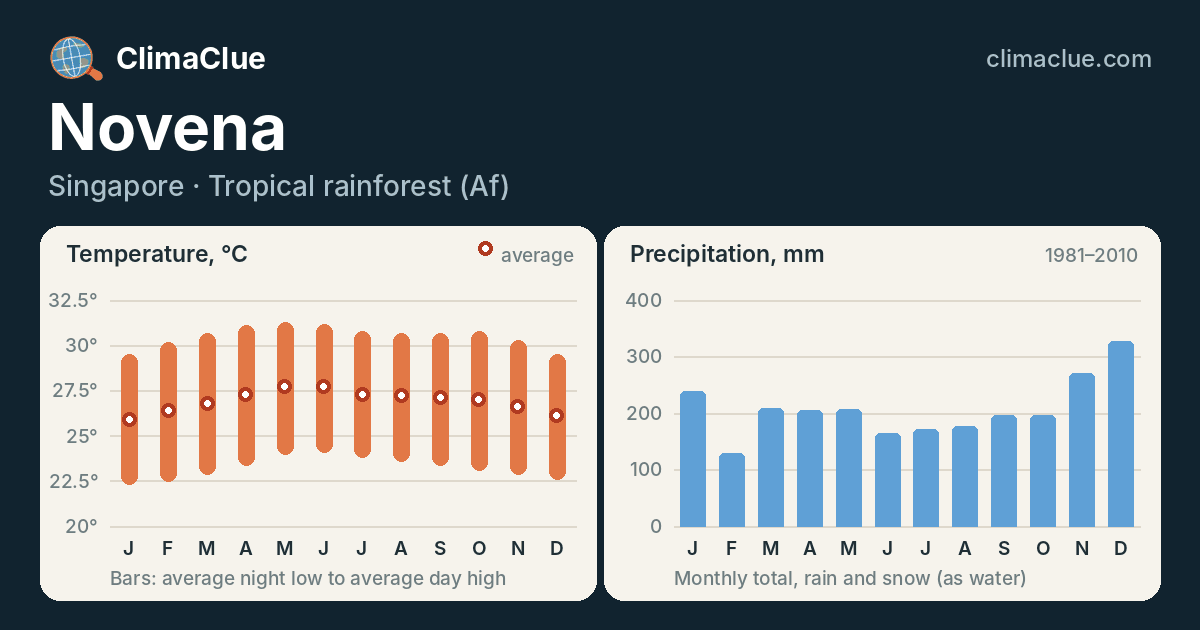 ClimaClue
climaclue.com
Novena
Singapore · Tropical rainforest (Af)
Temperature, °C
average
32.5°
30°
27.5°
25°
22.5°
20°
J F M A M J J A S O N D
Bars: average night low to average day high
Precipitation, mm
1981–2010
400
300
200
100
0
J F M A M J J A S O N D
Monthly total, rain and snow (as water)